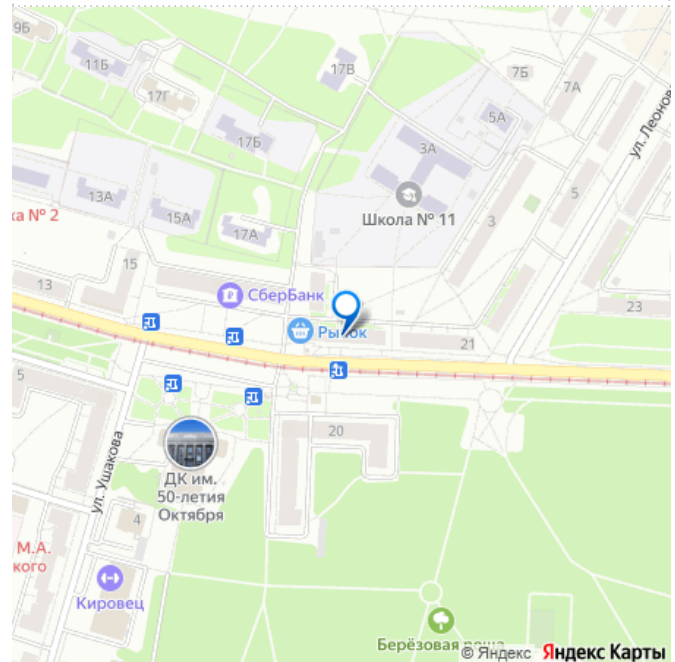 9Б
11Б
17Г
17В
7Б
7А
5А
ул. Леонова
17Б
3А
13А
ка № 2
15А
17А
Школа № 11
3
5
15
13
СберБанк
Рынок
21
23
5
ул. Ушакова
20
ДК им.
50-летия
Октября
4
М.А.
кого
Кировец
Берёзовая роща
© Яндекс Яндекс Карты